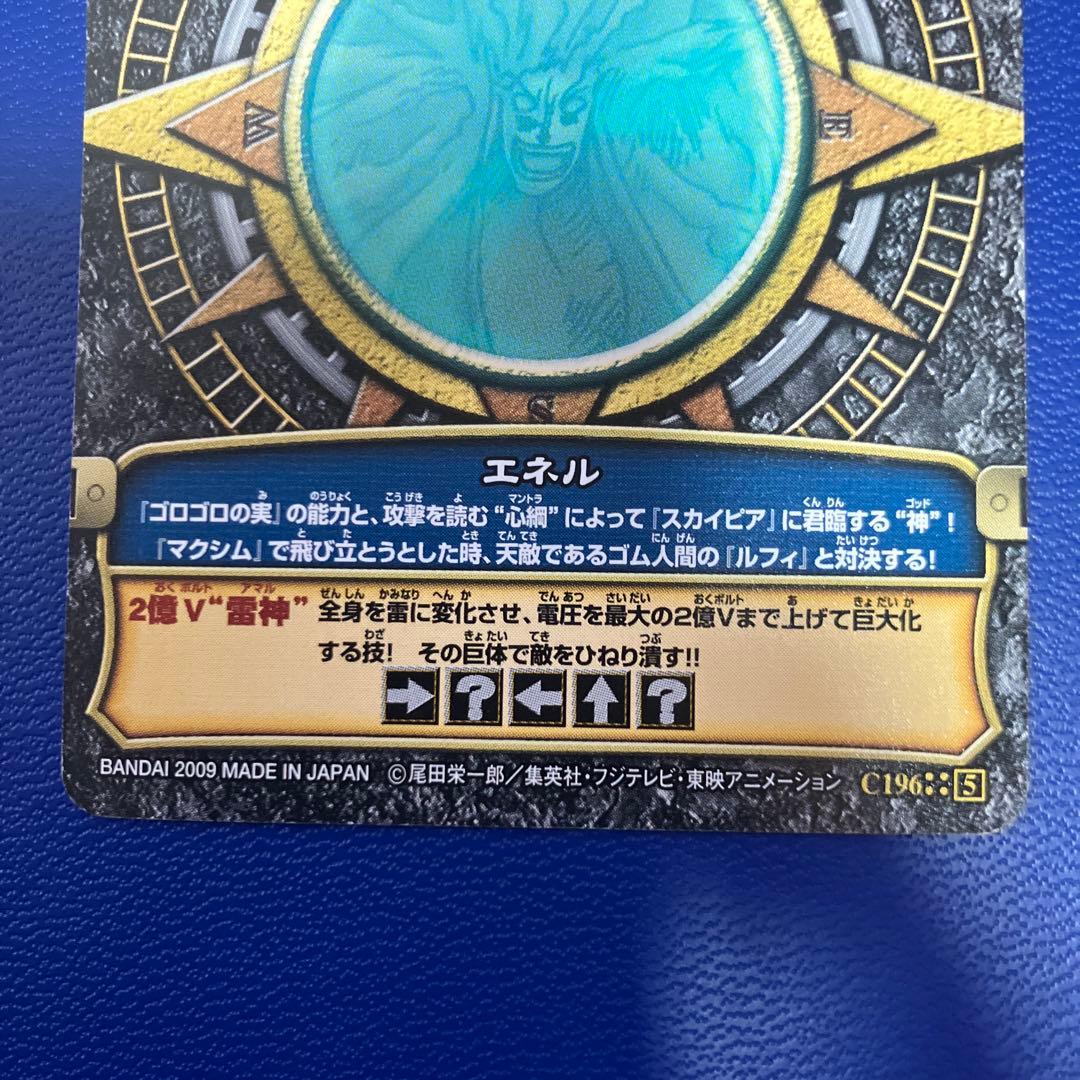 W
E
S
エネル
『ゴロゴロの実』の能力と、攻撃を読む“心綱”によって『スカイピア』に君臨する“神”！
『マクシム』で飛び立とうとした時、天敵であるゴム人間の『ルフィ』と対決する！
2億V“雷神” 全身を雷に変化させ、電圧を最大の2億Vまで上げて巨大化
する技！ その巨体で敵をひねり潰す!!
→ ? ← ↑ ?
BANDAI 2009 MADE IN JAPAN ©尾田栄一郎／集英社・フジテレビ・東映アニメーション C196 5